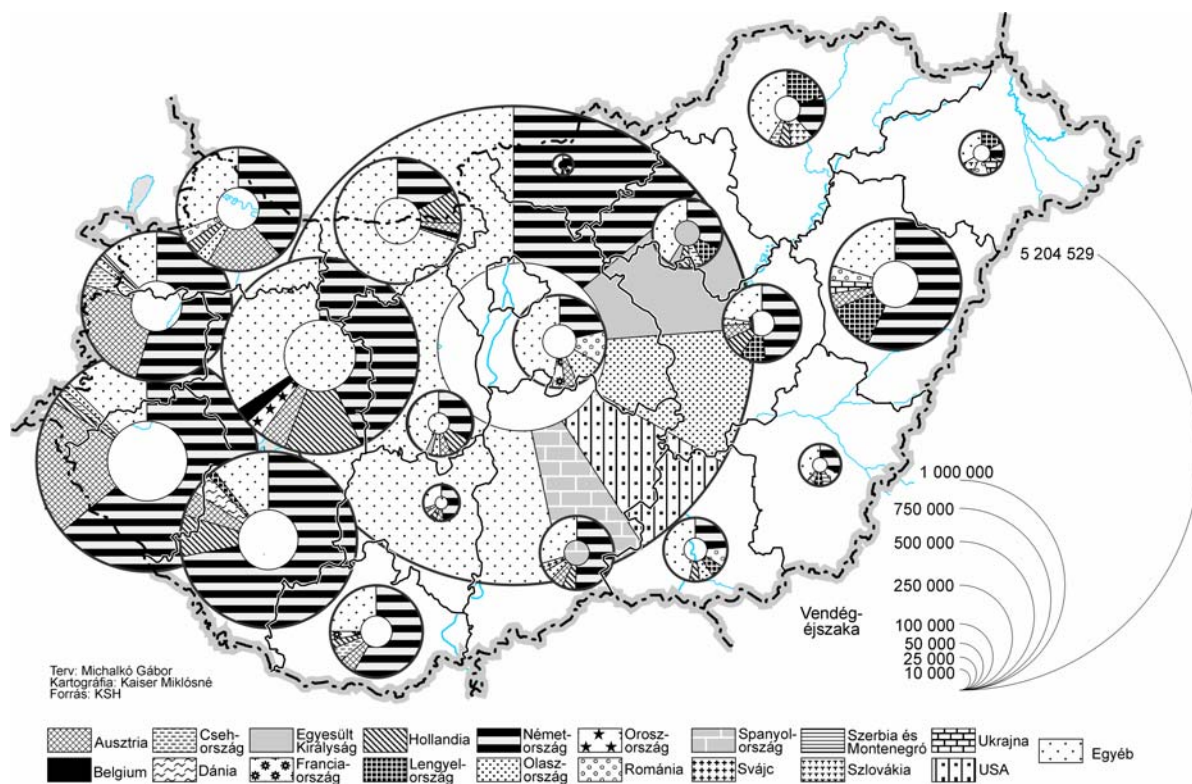 5 204 529
1 000 000
750 000
500 000
250 000
100 000
50 000
25 000
10 000
Vendég-
éjszaka
Terv: Michalkó Gábor
Kartográfia: Kaiser Miklósné
Forrás: KSH
Ausztria
Cseh-
ország
Egyesült
Királyság
Hollandia
Német-
ország
Orosz-
ország
Spanyol-
ország
Szerbia és
Montenegró
Ukrajna
Egyéb
Belgium
Dánia
Francia-
ország
Lengyel-
ország
Olasz-
ország
Románia
Svájc
Szlovákia
USA